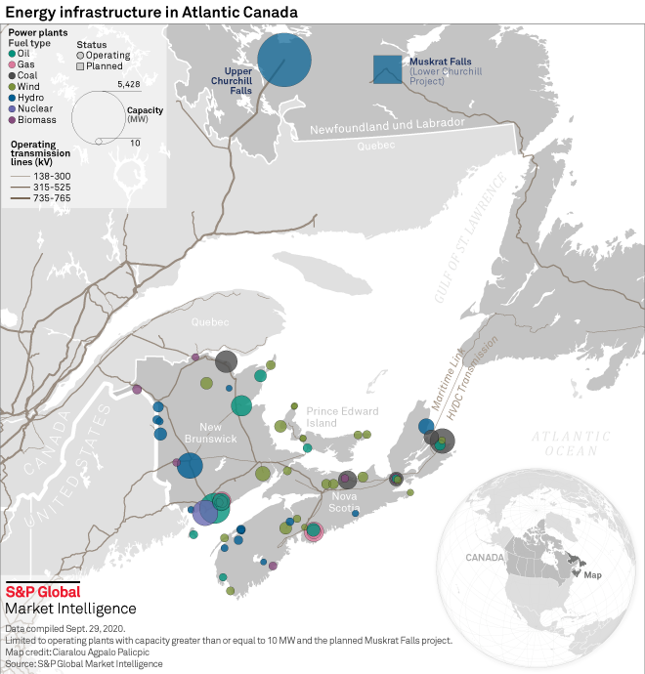 Energy infrastructure in Atlantic Canada
Power plants
Fuel type
Oil
Gas
Coal
Wind
Hydro
Nuclear
Biomass
Status
Operating
Planned
5,428
Capacity
(MW)
10
Operating
transmission
lines (kV)
138-300
315-525
735-765
Upper
Churchill
Falls
Muskrat Falls
(Lower Churchill
Project)
Newfoundland und Labrador
Quebec
GULF OF ST. LAWRENCE
Quebec
Maritime Link
HVDC Transmission
Prince Edward
Island
New
Brunswick
CANADA
UNITED STATES
ATLANTIC
OCEAN
Nova
Scotia
CANADA
Map
S&P Global
Market Intelligence
Data compiled Sept. 29, 2020.
Limited to operating plants with capacity greater than or equal to 10 MW and the planned Muskrat Falls project.
Map credit: Ciaralou Agpalo Palicpic
Source: S&P Global Market Intelligence